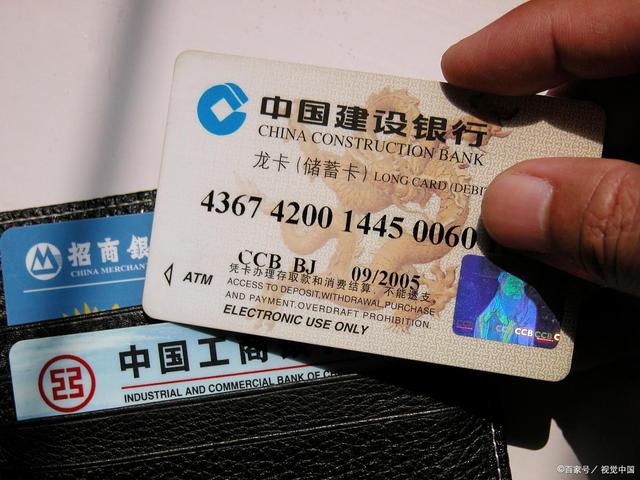 中国建设银行
CHINA CONSTRUCTION BANK
龙卡(储蓄卡) LONG CARD (DEBI
4367 4200 1445 0060
CCB BJ 09/2005
凭卡办理存取款和消费结算,不能透支
ATM
ACCESS TO DEPOSIT,WITHDRAWAL,PURCHASE
AND PAYMENT.OVERDRAFT PROHIBITION.
ELECTRONIC USE ONLY
CCB CCB C
招商银
CHINA MERCHAN
中国工商
INDUSTRIAL AND COMMERCIAL BANK OF CH
©百家号/视觉中国